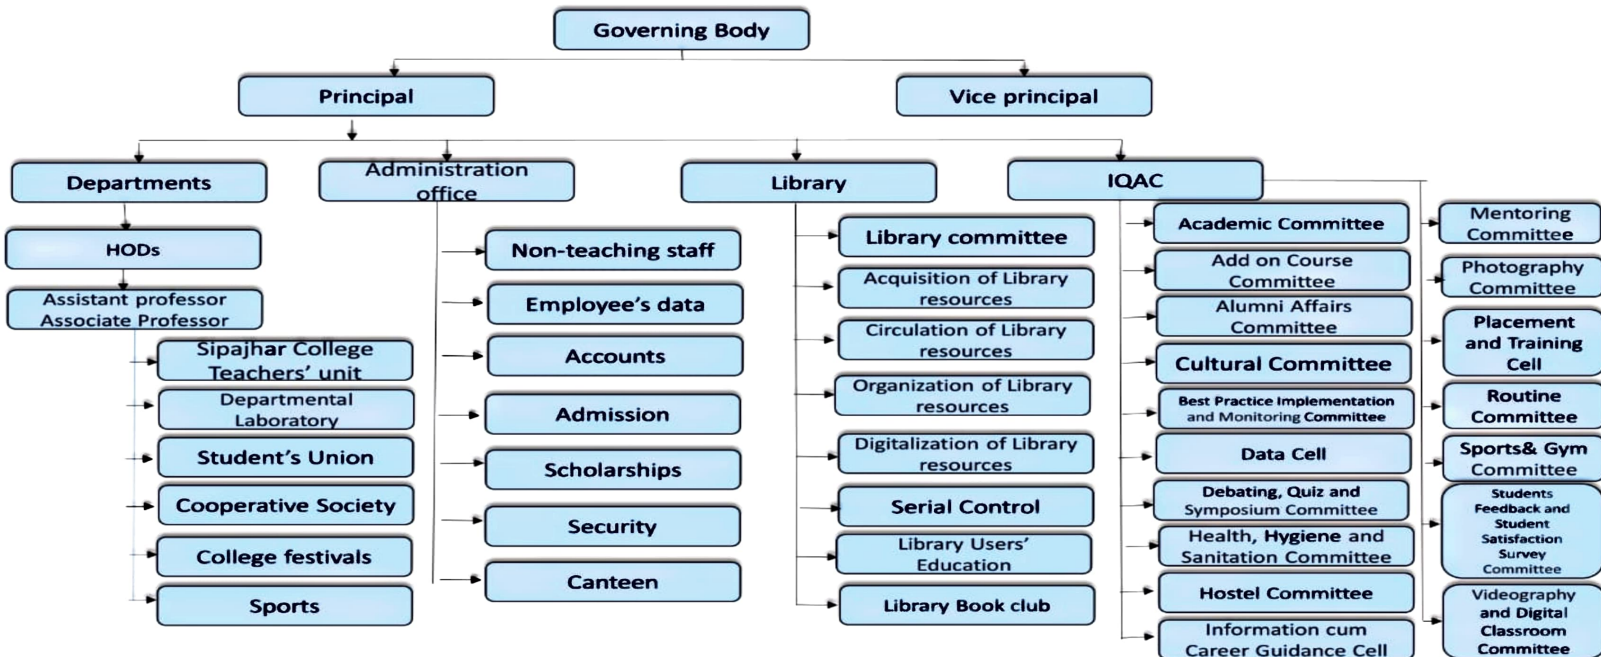 Governing Body
Principal
Vice principal
Departments
Administration
office
Library
IQAC
HODs
Assistant professor
Associate Professor
Sipajhar College
Teachers' unit
Departmental
Laboratory
Student's Union
Cooperative Society
College festivals
Sports
Non-teaching staff
Employee's data
Accounts
Admission
Scholarships
Security
Canteen
Library committee
Acquisition of Library
resources
Circulation of Library
resources
Organization of Library
resources
Digitalization of Library
resources
Serial Control
Library Users'
Education
Library Book club
Academic Committee
Add on Course
Committee
Alumni Affairs
Committee
Cultural Committee
Best Practice Implementation
and Monitoring Committee
Data Cell
Debating, Quiz and
Symposium Committee
Health, Hygiene and
Sanitation Committee
Hostel Committee
Information cum
Career Guidance Cell
Mentoring
Committee
Photography
Committee
Placement
and Training
Cell
Routine
Committee
Sports& Gym
Committee
Students
Feedback and
Student
Satisfaction
Survey
Committee
Videography
and Digital
Classroom
Committee